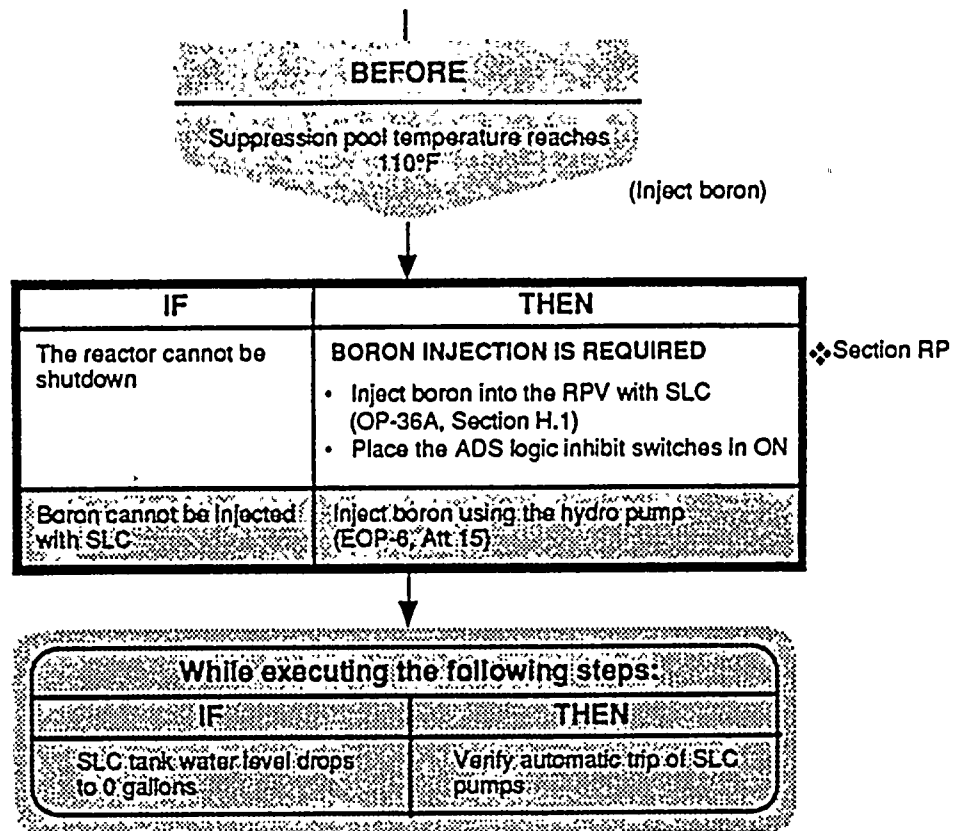 BEFORE
Suppression pool temperature reaches
110°F
(Inject boron)
IF THEN
The reactor cannot be
shutdown
BORON INJECTION IS REQUIRED
• Inject boron into the RPV with SLC
(OP-36A, Section H.1)
• Place the ADS logic inhibit switches in ON
❖Section RP
Boron cannot be injected
with SLC
Inject boron using the hydro pump
(EOP-6, Att 15)
While executing the following steps:
IF THEN
SLC tank water level drops
to 0 gallons
Verify automatic trip of SLC
pumps